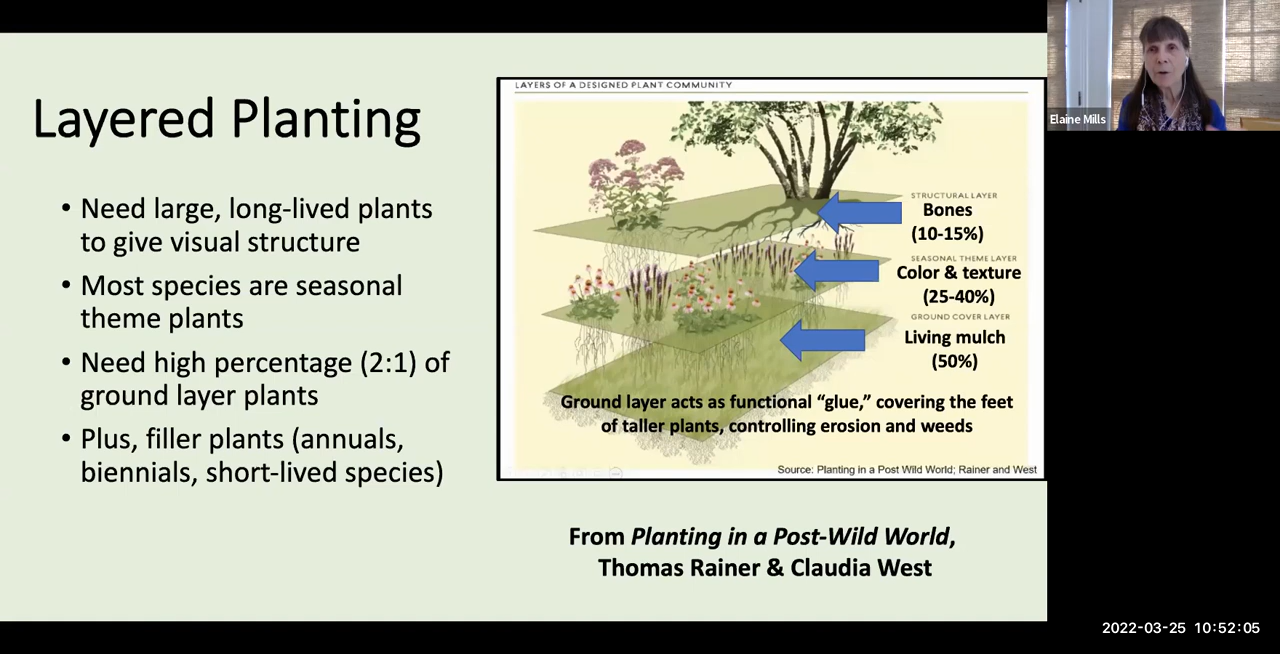 Layered Planting
• Need large, long-lived plants
to give visual structure
• Most species are seasonal
theme plants
• Need high percentage (2:1) of
ground layer plants
• Plus, filler plants (annuals,
biennials, short-lived species)
LAYERS OF A DESIGNED PLANT COMMUNITY
STRUCTURAL LAYER
Bones
(10-15%)
SEASONAL THEME LAYER
Color & texture
(25-40%)
GROUND COVER LAYER
Living mulch
(50%)
Ground layer acts as functional “glue,” covering the feet
of taller plants, controlling erosion and weeds
Source: Planting in a Post Wild World; Rainer and West
From Planting in a Post-Wild World,
Thomas Rainer & Claudia West
Elaine Mills
2022-03-25 10:52:05